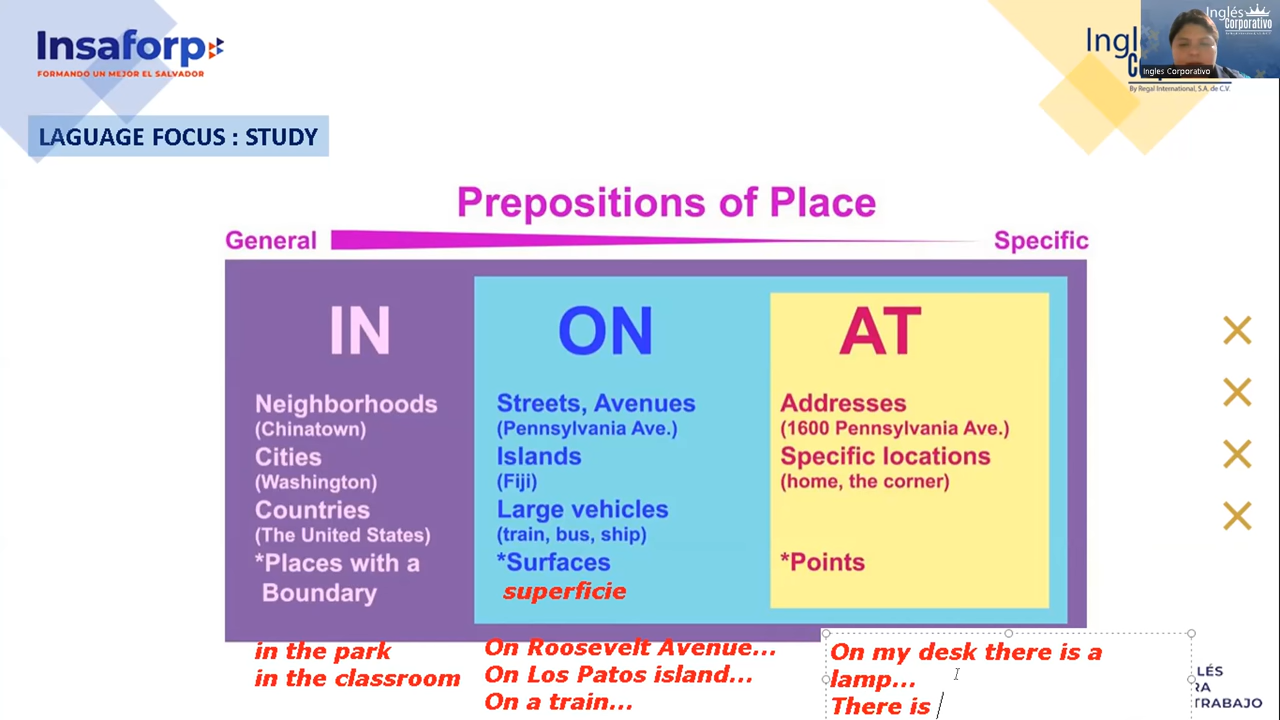 Insaforp
FORMANDO UN MEJOR EL SALVADOR
Inglés
Corporativo
Ingles Corporativo
By Regal International, S.A. de C.V.
LAGUAGE FOCUS : STUDY
Prepositions of Place
General
Specific
IN
Neighborhoods
(Chinatown)
Cities
(Washington)
Countries
(The United States)
*Places with a
Boundary
in the park
in the classroom
ON
Streets, Avenues
(Pennsylvania Ave.)
Islands
(Fiji)
Large vehicles
(train, bus, ship)
*Surfaces
superficie
On Roosevelt Avenue...
On Los Patos island...
On a train...
AT
Addresses
(1600 Pennsylvania Ave.)
Specific locations
(home, the corner)
*Points
On my desk there is a
lamp...
There is
LÉS
RA
TRABAJO